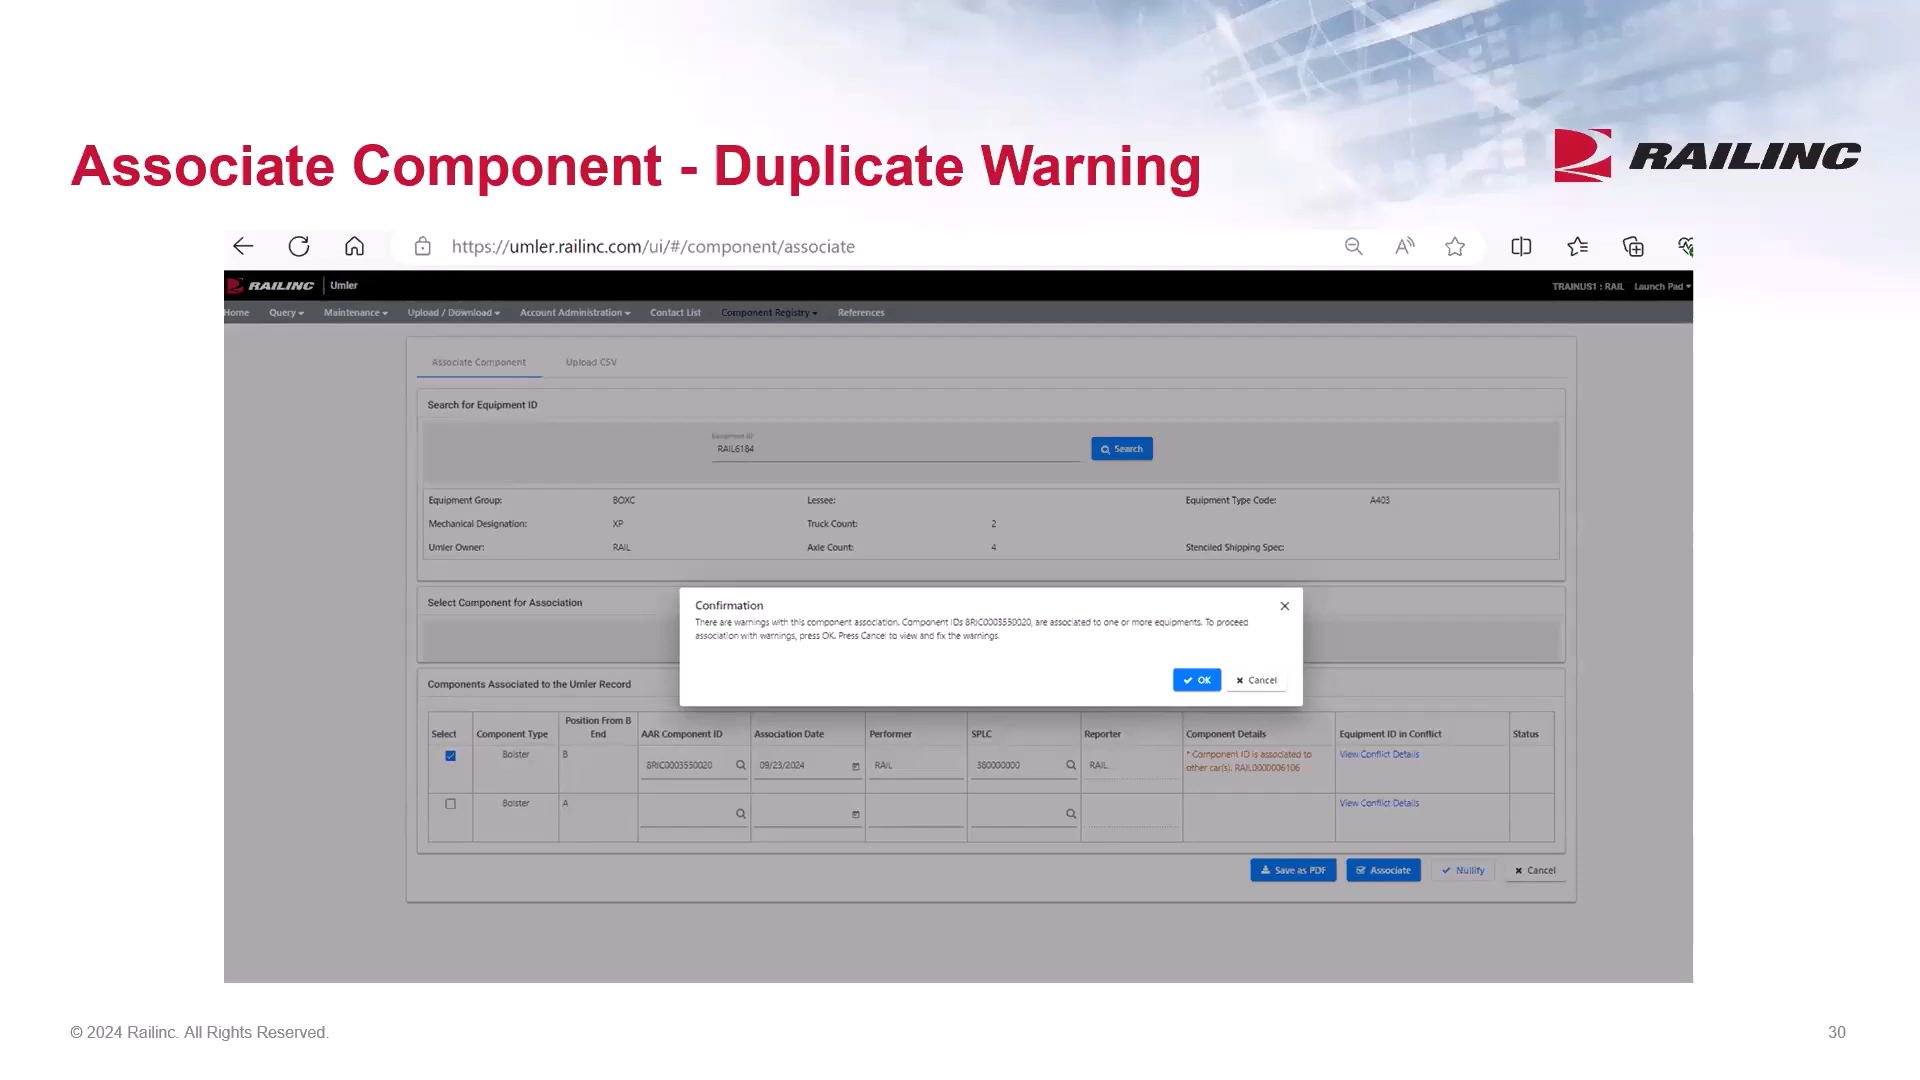 Associate Component - Duplicate Warning
RAILINC
https://umler.railinc.com/ui/#/component/associate
RAILINC Umler
TRAINUS1 : RAIL Launch Pad
Home Query Maintenance Upload / Download Account Administration Contact List Component Registry References
Associate Component Upload CSV
Search for Equipment ID
Equipment ID
RAIL6184
Search
Equipment Group: BOXC Lessee: Equipment Type Code: A403
Mechanical Designation: XP Truck Count: 2
Umler Owner: RAIL Axle Count: 4 Stenciled Shipping Spec:
Select Component for Association
Confirmation
There are warnings with this component association. Component IDs 8RIC0003550020, are associated to one or more equipments. To proceed
association with warnings, press OK. Press Cancel to view and fix the warnings.
OK Cancel
Components Associated to the Umler Record
Select Component Type Position From B End AAR Component ID Association Date Performer SPLC Reporter Component Details Equipment ID in Conflict Status
Bolster B 8RIC0003550020 09/23/2024 RAIL 380000000 RAIL * Component ID is associated to other car(s). RAIL0000006106 View Conflict Details
Bolster A View Conflict Details
Save as PDF Associate Nullify Cancel
© 2024 Railinc. All Rights Reserved.
30